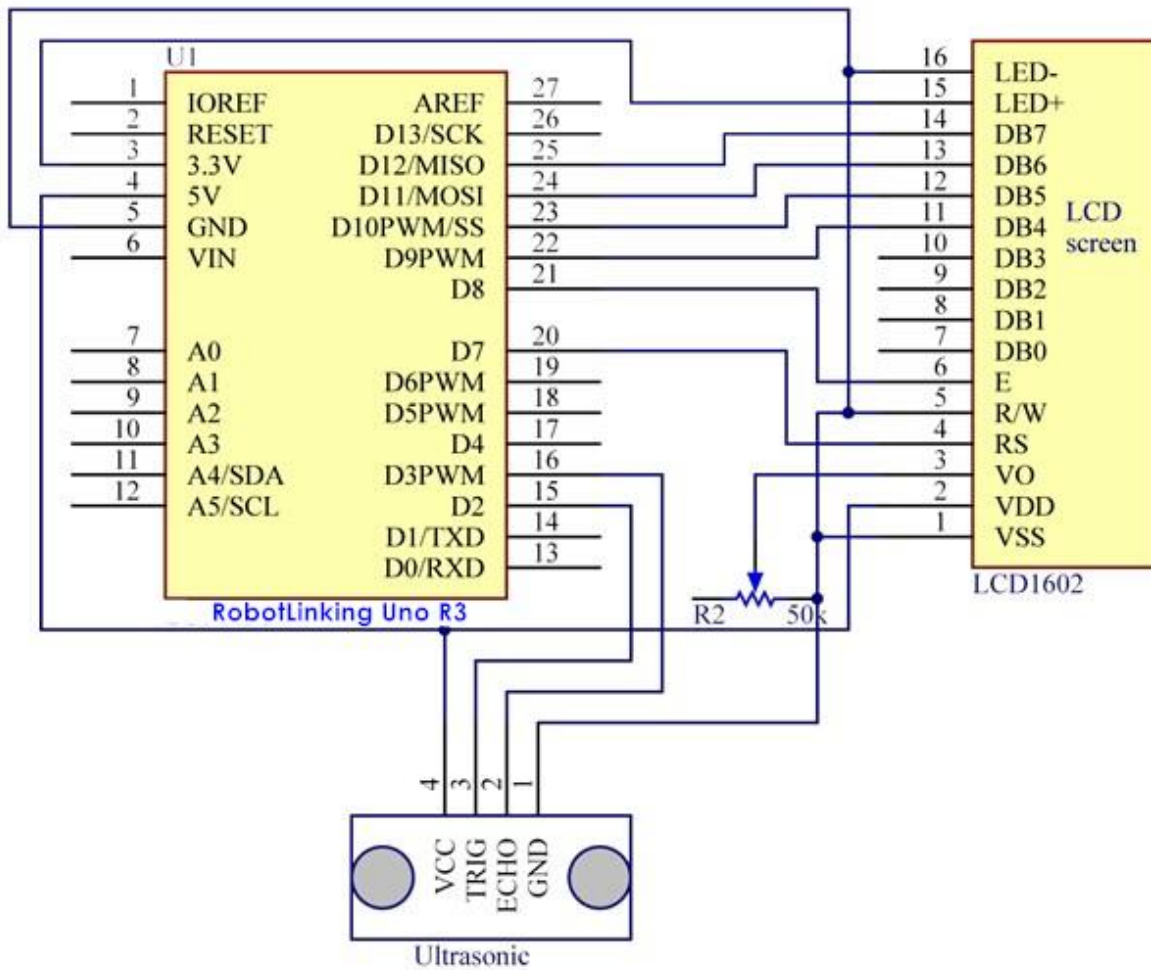 U1
1 IOREF
2 RESET
3 3.3V
4 5V
5 GND
6 VIN
7 A0
8 A1
9 A2
10 A3
11 A4/SDA
12 A5/SCL
AREF 27
D13/SCK 26
D12/MISO 25
D11/MOSI 24
D10PWM/SS 23
D9PWM 22
D8 21
D7 20
D6PWM 19
D5PWM 18
D4 17
D3PWM 16
D2 15
D1/TXD 14
D0/RXD 13
RobotLinking Uno R3
16 LED-
15 LED+
14 DB7
13 DB6
12 DB5
11 DB4
10 DB3
9 DB2
8 DB1
7 DB0
6 E
5 R/W
4 RS
3 VO
2 VDD
1 VSS
LCD
screen
LCD1602
R2 50k
4 VCC
3 TRIG
2 ECHO
1 GND
Ultrasonic